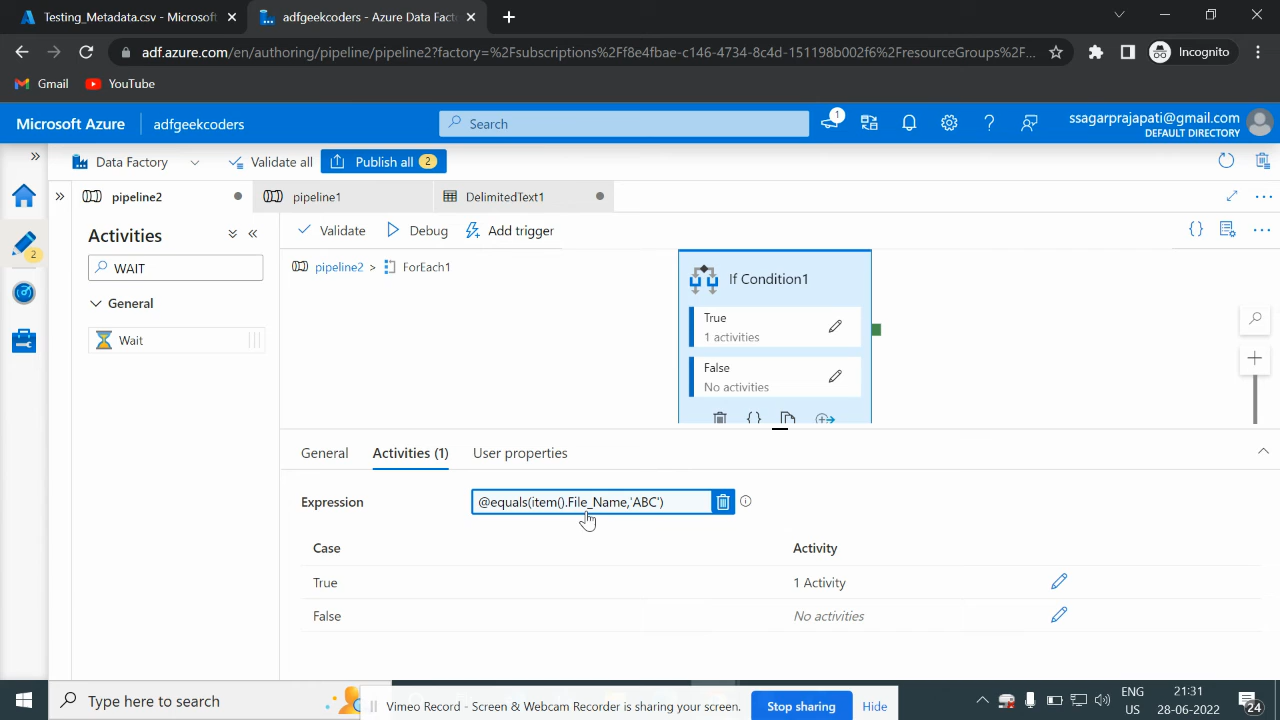 Testing_Metadata.csv - Microsoft
adfgeekcoders - Azure Data Facto
adf.azure.com/en/authoring/pipeline/pipeline2?factory=%2Fsubscriptions%2Ff8e4fbae-c146-4734-8c4d-151198b002f6%2FresourceGroups%2F...
Incognito
Gmail
YouTube
Microsoft Azure
adfgeekcoders
Search
1
ssagarprajapati@gmail.com
DEFAULT DIRECTORY
Data Factory
Validate all
Publish all
2
pipeline2
pipeline1
DelimitedText1
2
Activities
WAIT
General
Wait
Validate
Debug
Add trigger
pipeline2 >
ForEach1
If Condition1
True
1 activities
False
No activities
General
Activities (1)
User properties
Expression
@equals(item().File_Name,'ABC')
Case
Activity
True
1 Activity
False
No activities
Type here to search
Vimeo Record - Screen & Webcam Recorder is sharing your screen.
Stop sharing
Hide
ENG
US
21:31
28-06-2022
24